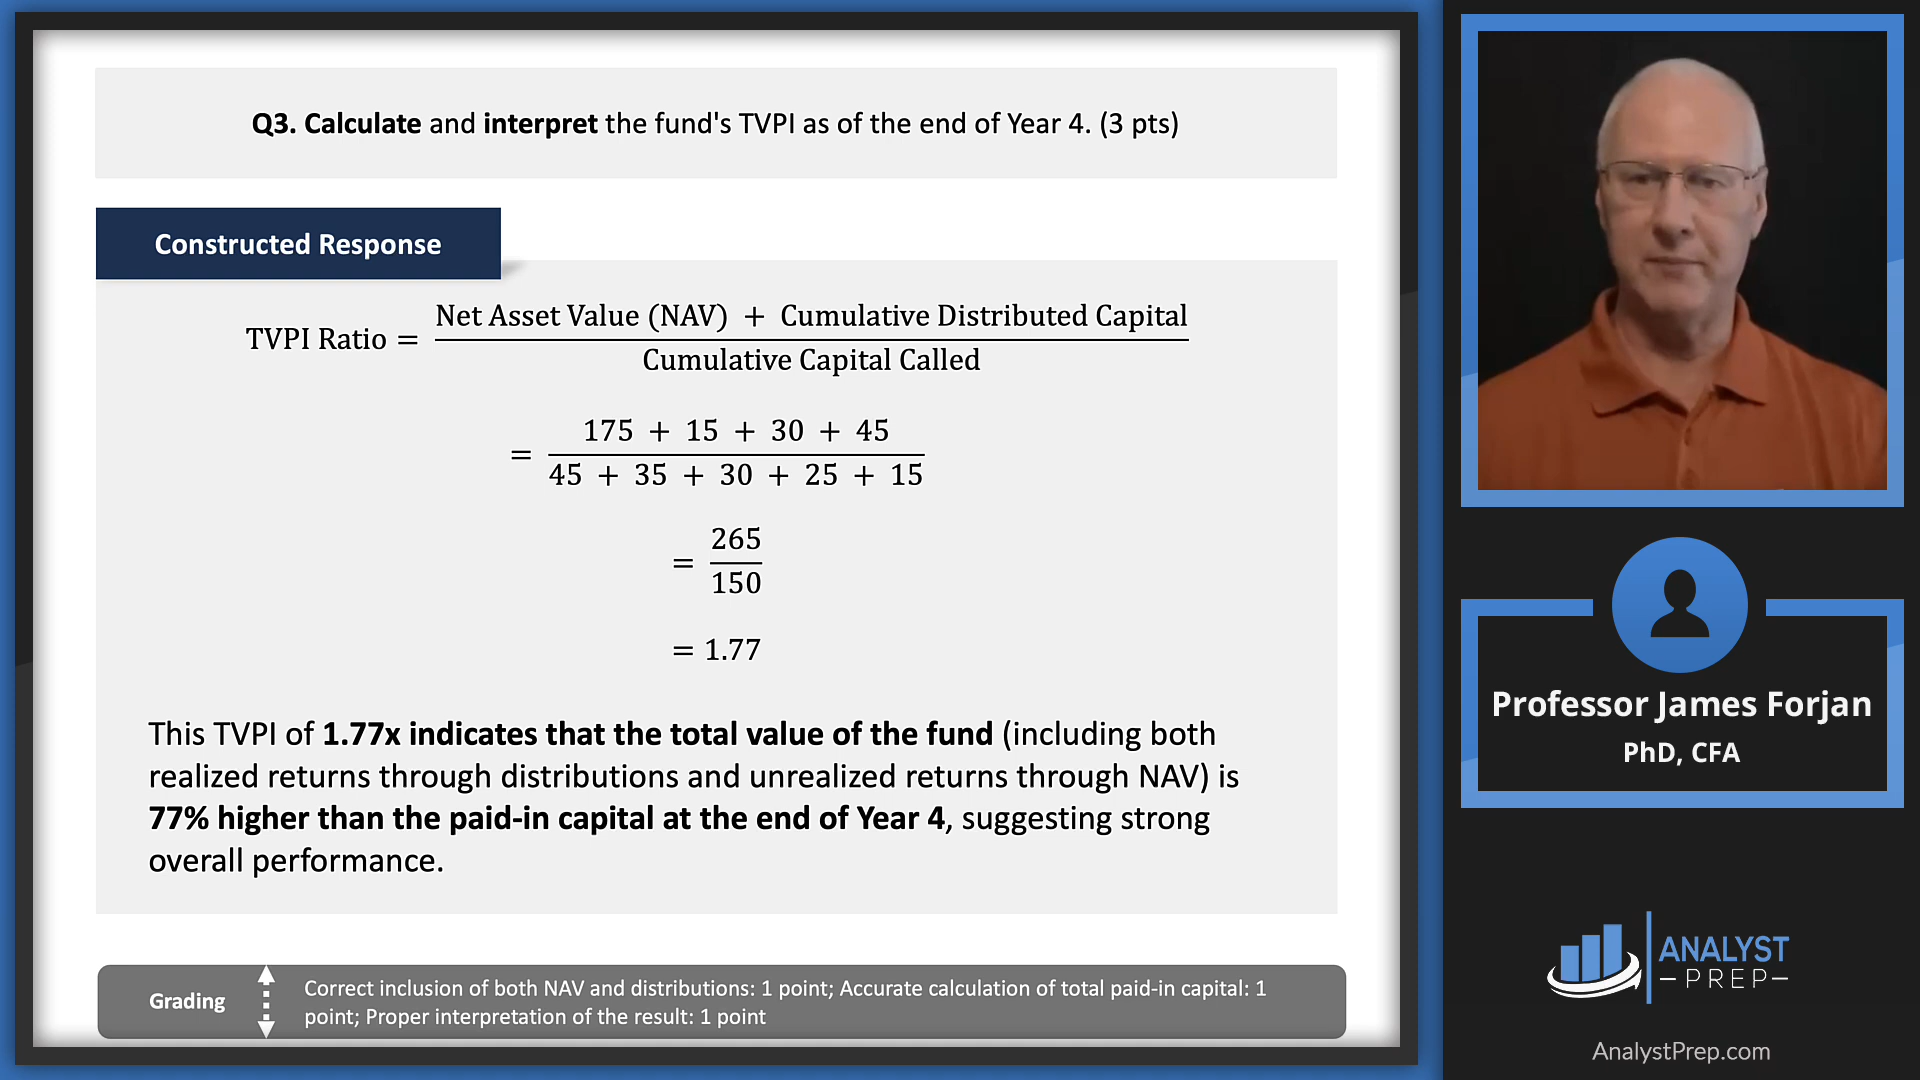 Q3. Calculate and interpret the fund's TVPI as of the end of Year 4. (3 pts)
Constructed Response
TVPI Ratio = Net Asset Value (NAV) + Cumulative Distributed Capital
Cumulative Capital Called
= 175 + 15 + 30 + 45
45 + 35 + 30 + 25 + 15
= 265
150
= 1.77
This TVPI of 1.77x indicates that the total value of the fund (including both
realized returns through distributions and unrealized returns through NAV) is
77% higher than the paid-in capital at the end of Year 4, suggesting strong
overall performance.
Grading
Correct inclusion of both NAV and distributions: 1 point; Accurate calculation of total paid-in capital: 1
point; Proper interpretation of the result: 1 point
Professor James Forjan
PhD, CFA
ANALYST
PREP
AnalystPrep.com